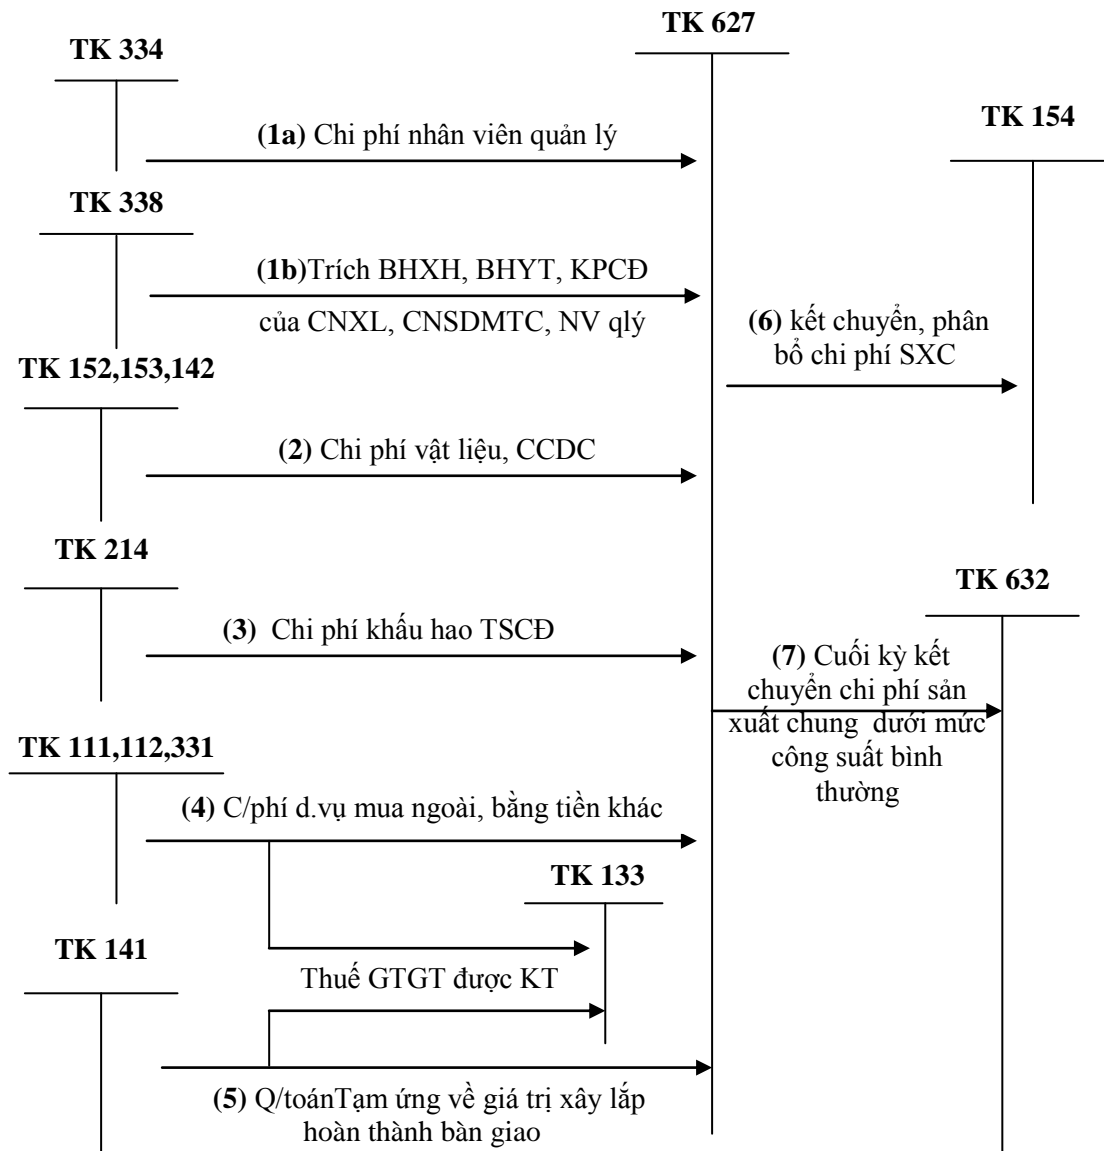 TK 627
TK 334
TK 154
(1a) Chi phí nhân viên quản lý
TK 338
(1b)Trích BHXH, BHYT, KPCĐ
của CNXL, CNSDMTC, NV qlý
(6) kết chuyển, phân
bổ chi phí SXC
TK 152,153,142
(2) Chi phí vật liệu, CCDC
TK 214
TK 632
(3) Chi phí khấu hao TSCĐ
(7) Cuối kỳ kết
chuyển chi phí sản
xuất chung dưới mức
công suất bình
thường
TK 111,112,331
(4) C/phí d.vụ mua ngoài, bằng tiền khác
TK 133
TK 141
Thuế GTGT được KT
(5) Q/toánTạm ứng về giá trị xây lắp
hoàn thành bàn giao